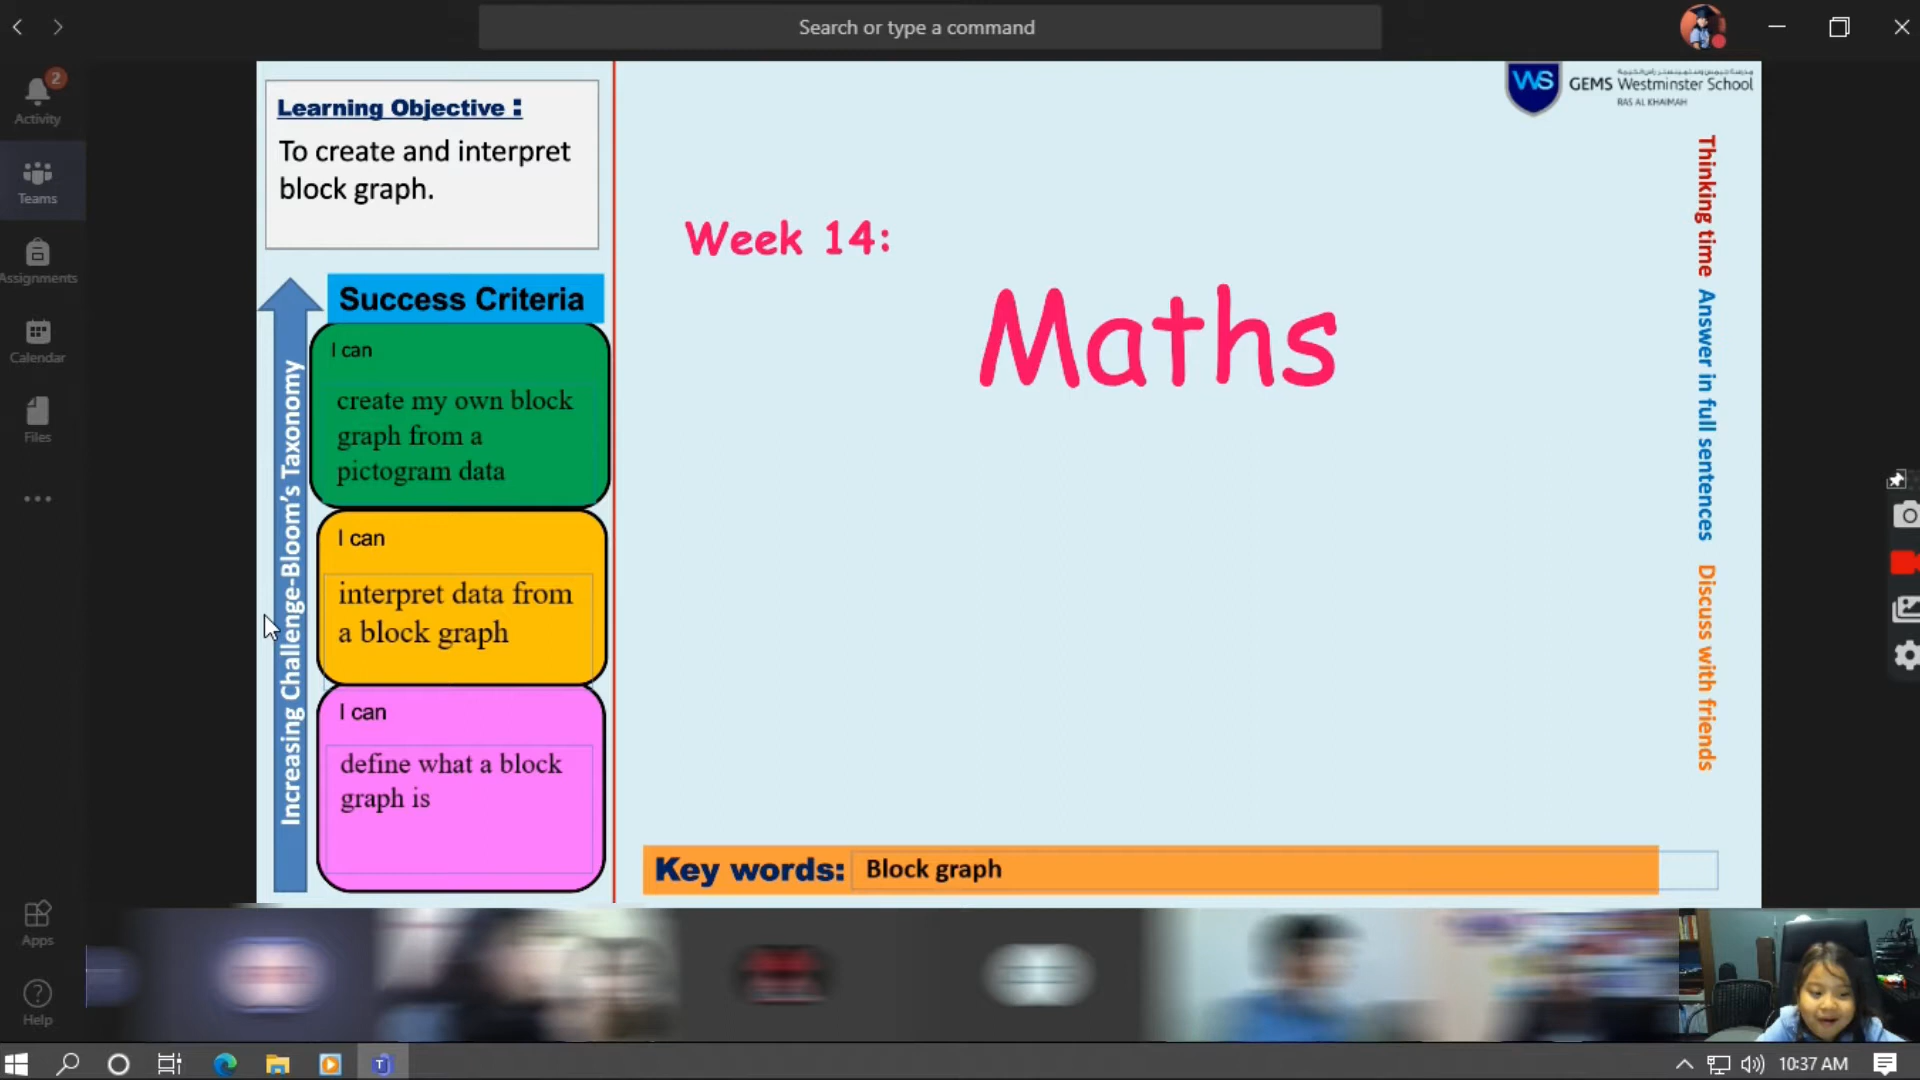 Search or type a command
2
Activity
Teams
Assignments
Calendar
Files
Apps
Help
Learning Objective :
To create and interpret
block graph.
Success Criteria
I can
create my own block
graph from a
pictogram data
I can
interpret data from
a block graph
I can
define what a block
graph is
Increasing Challenge-Bloom's Taxonomy
Week 14:
Maths
WS
GEMS Westminster School
RAS AL KHAIMAH
Thinking time
Answer in full sentences
Discuss with friends
Key words:
Block graph
10:37 AM